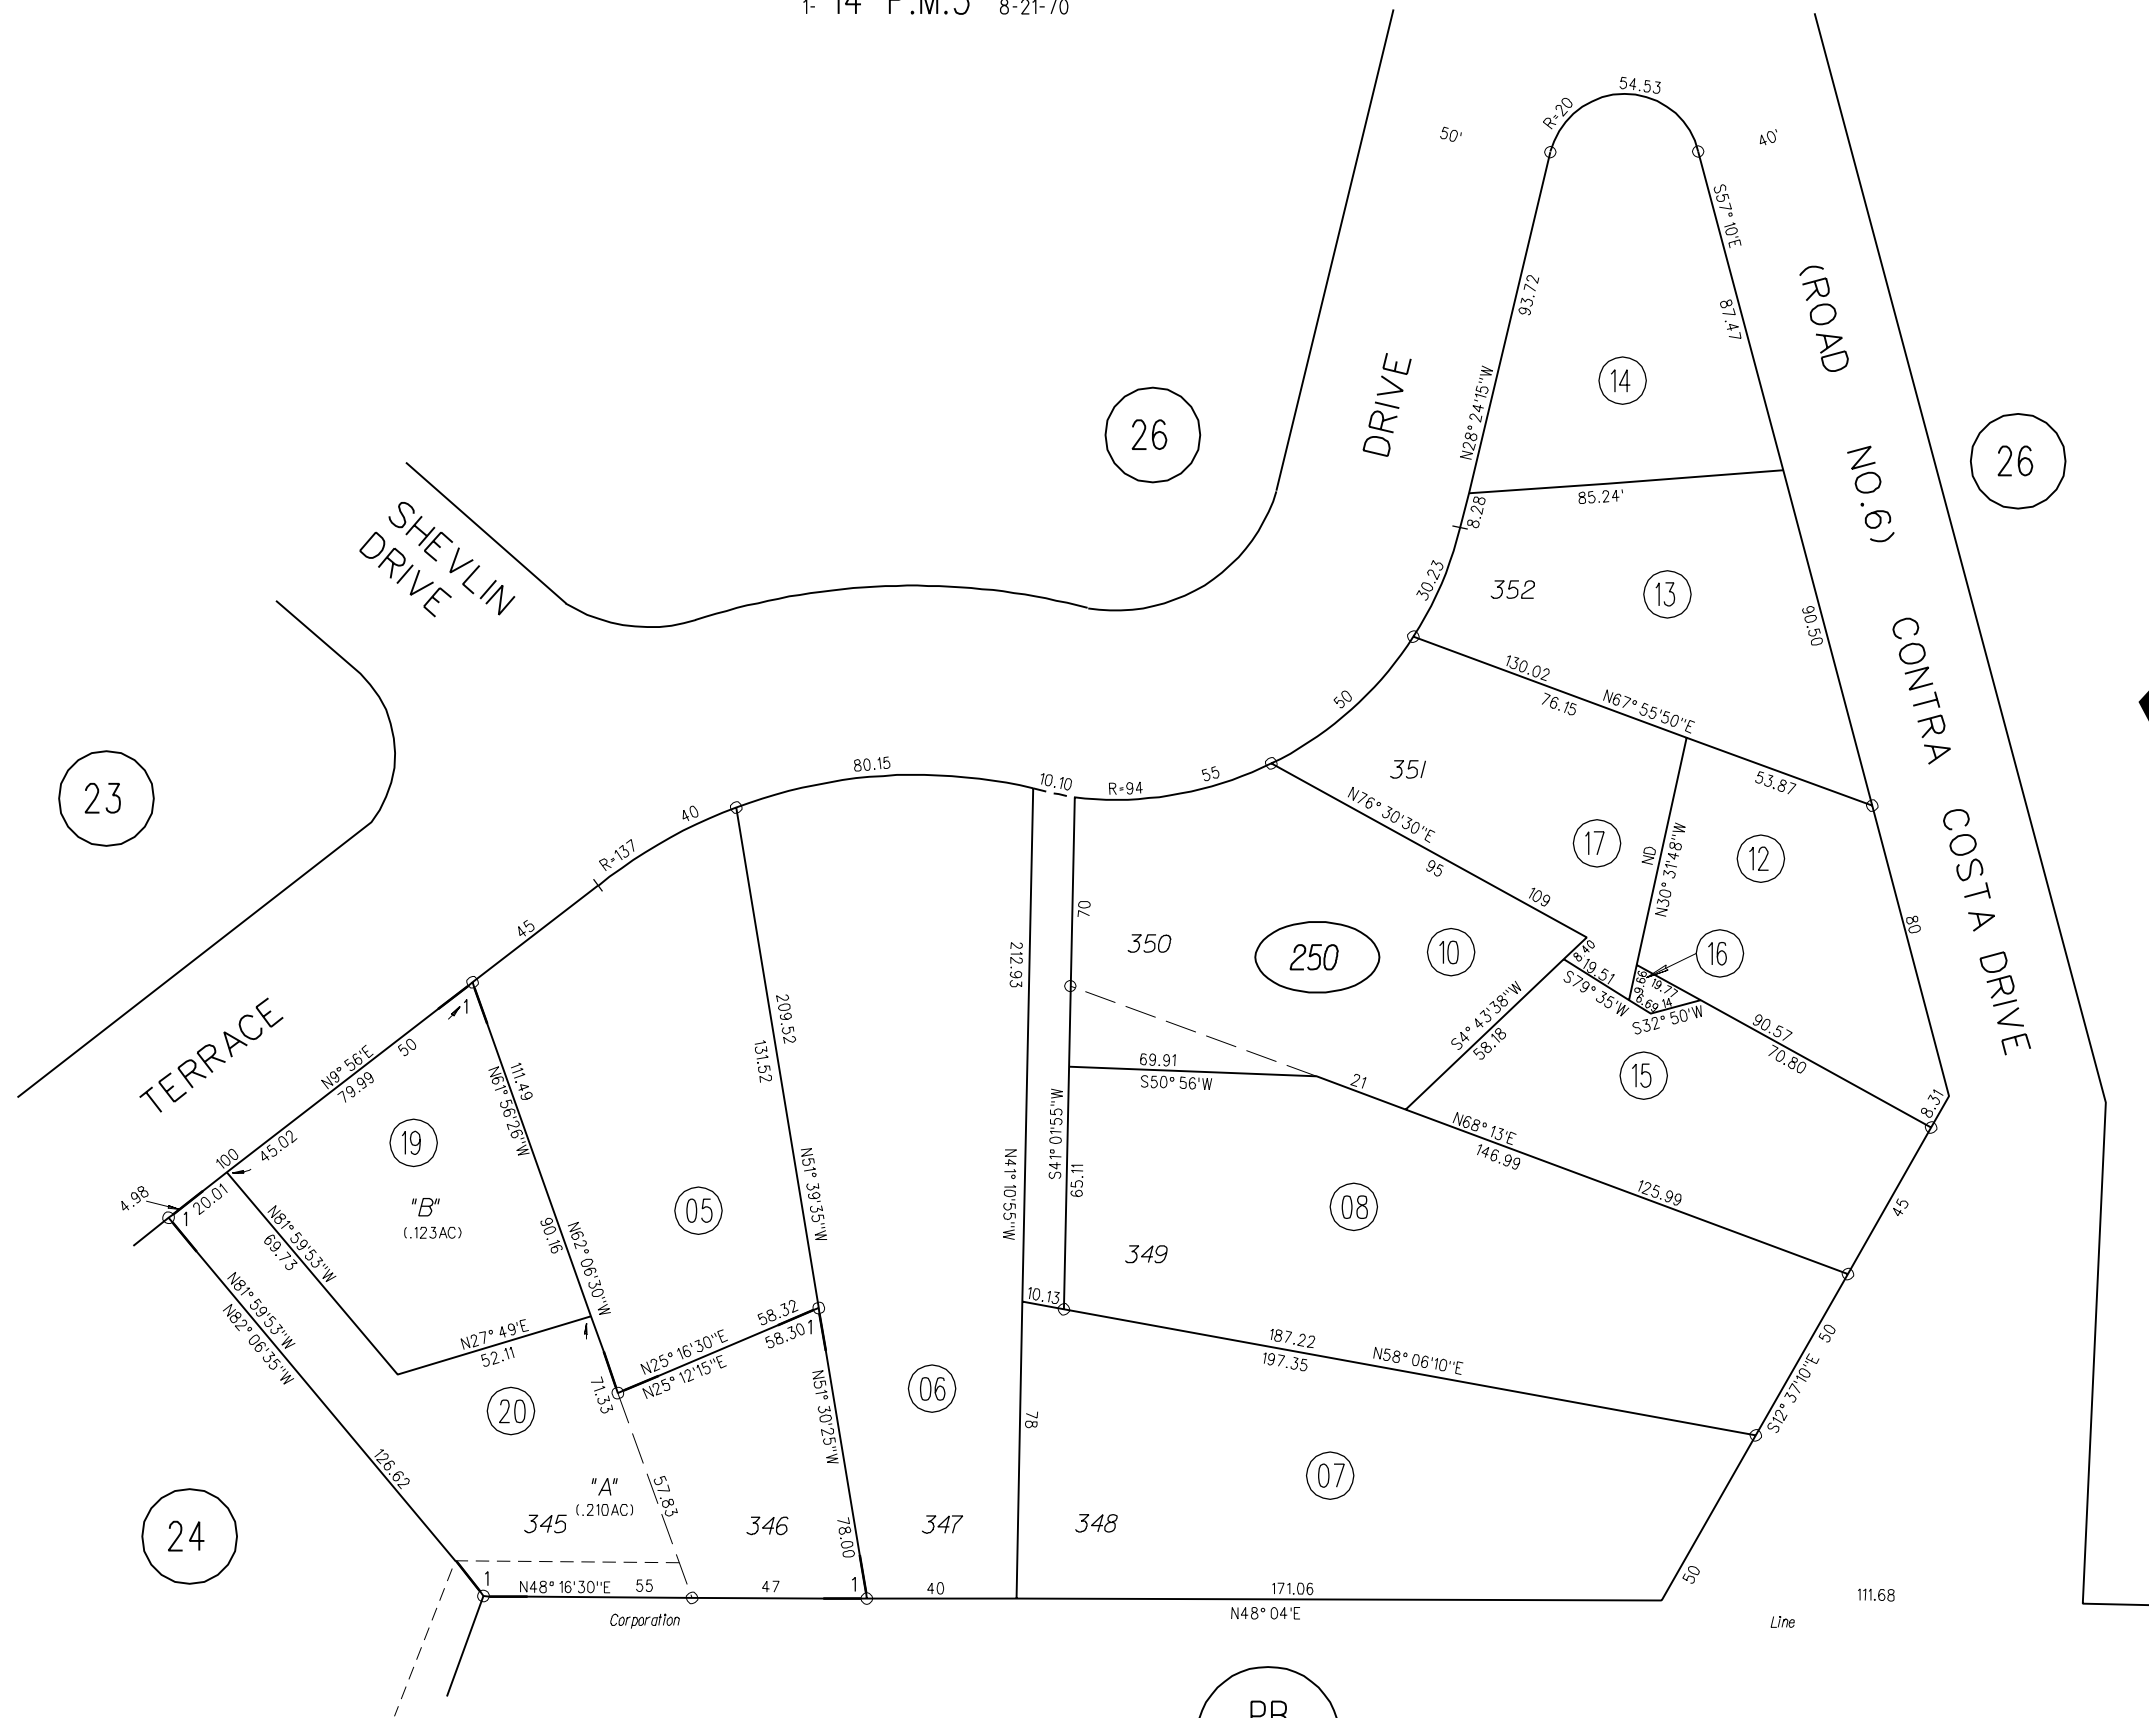 1- 14 P.M.5 8-21-70
54.53
R=20
50'
40'
S57°10'E
93.72
87.47
(ROAD NO.6) CONTRA COSTA DRIVE
14
26
DRIVE
N28°24'15"W
26
SHEVLIN
DRIVE
85.24'
8.28
30.23
352
13
90.50
130.02
N67°55'50"E
76.15
50
53.87
23
80.15
10.10
R=94
55
351
40
R=137
N76°30'30"E
95
109
17
ND
N30°31'48"W
12
45
212.93
70
350
250
10
8.40
19.51
S79°35'W
9.66
19.77
16
6.69
14
S32°50'W
80
209.52
131.52
TERRACE
1
N9°56'E
50
79.99
S4°43'38"W
58.18
90.57
70.80
69.91
S50°56'W
21
15
111.49
N61°56'26"W
8.31
19
100
45.02
N68°13'E
146.99
125.99
S41°01'55"W
65.11
N41°10'55"W
N51°39'35"W
4.98
1
20.01
"B"
(.123AC)
05
08
45
N81°59'53"W
69.73
90.16
N62°06'30"W
349
N81°59'53"W
N82°06'35"W
N27°49'E
52.11
58.32
N25°16'30"E
58.30
1
N25°12'15"E
10.13
187.22
197.35
N58°06'10"E
50
S12°37'10"E
71.33
20
N51°30'25"W
06
78
126.62
"A"
(.210AC)
57.83
07
24
345
346
78.00
347
348
50
1
N48°16'30"E
55
47
1
40
171.06
111.68
Corporation
N48°04'E
Line